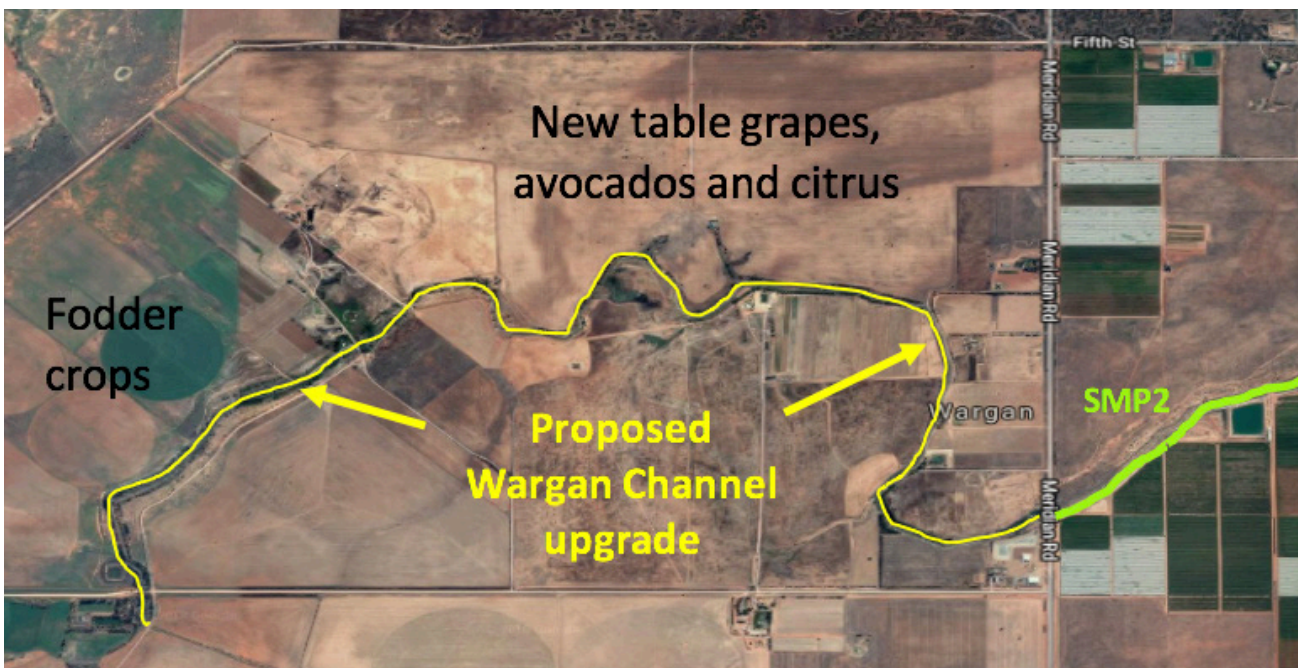 Fifth St
Meridian Rd
New table grapes,
avocados and citrus
Meridian Rd
Fodder
crops
SMP2
Wargan
Proposed
Wargan Channel
upgrade
Meridian Rd